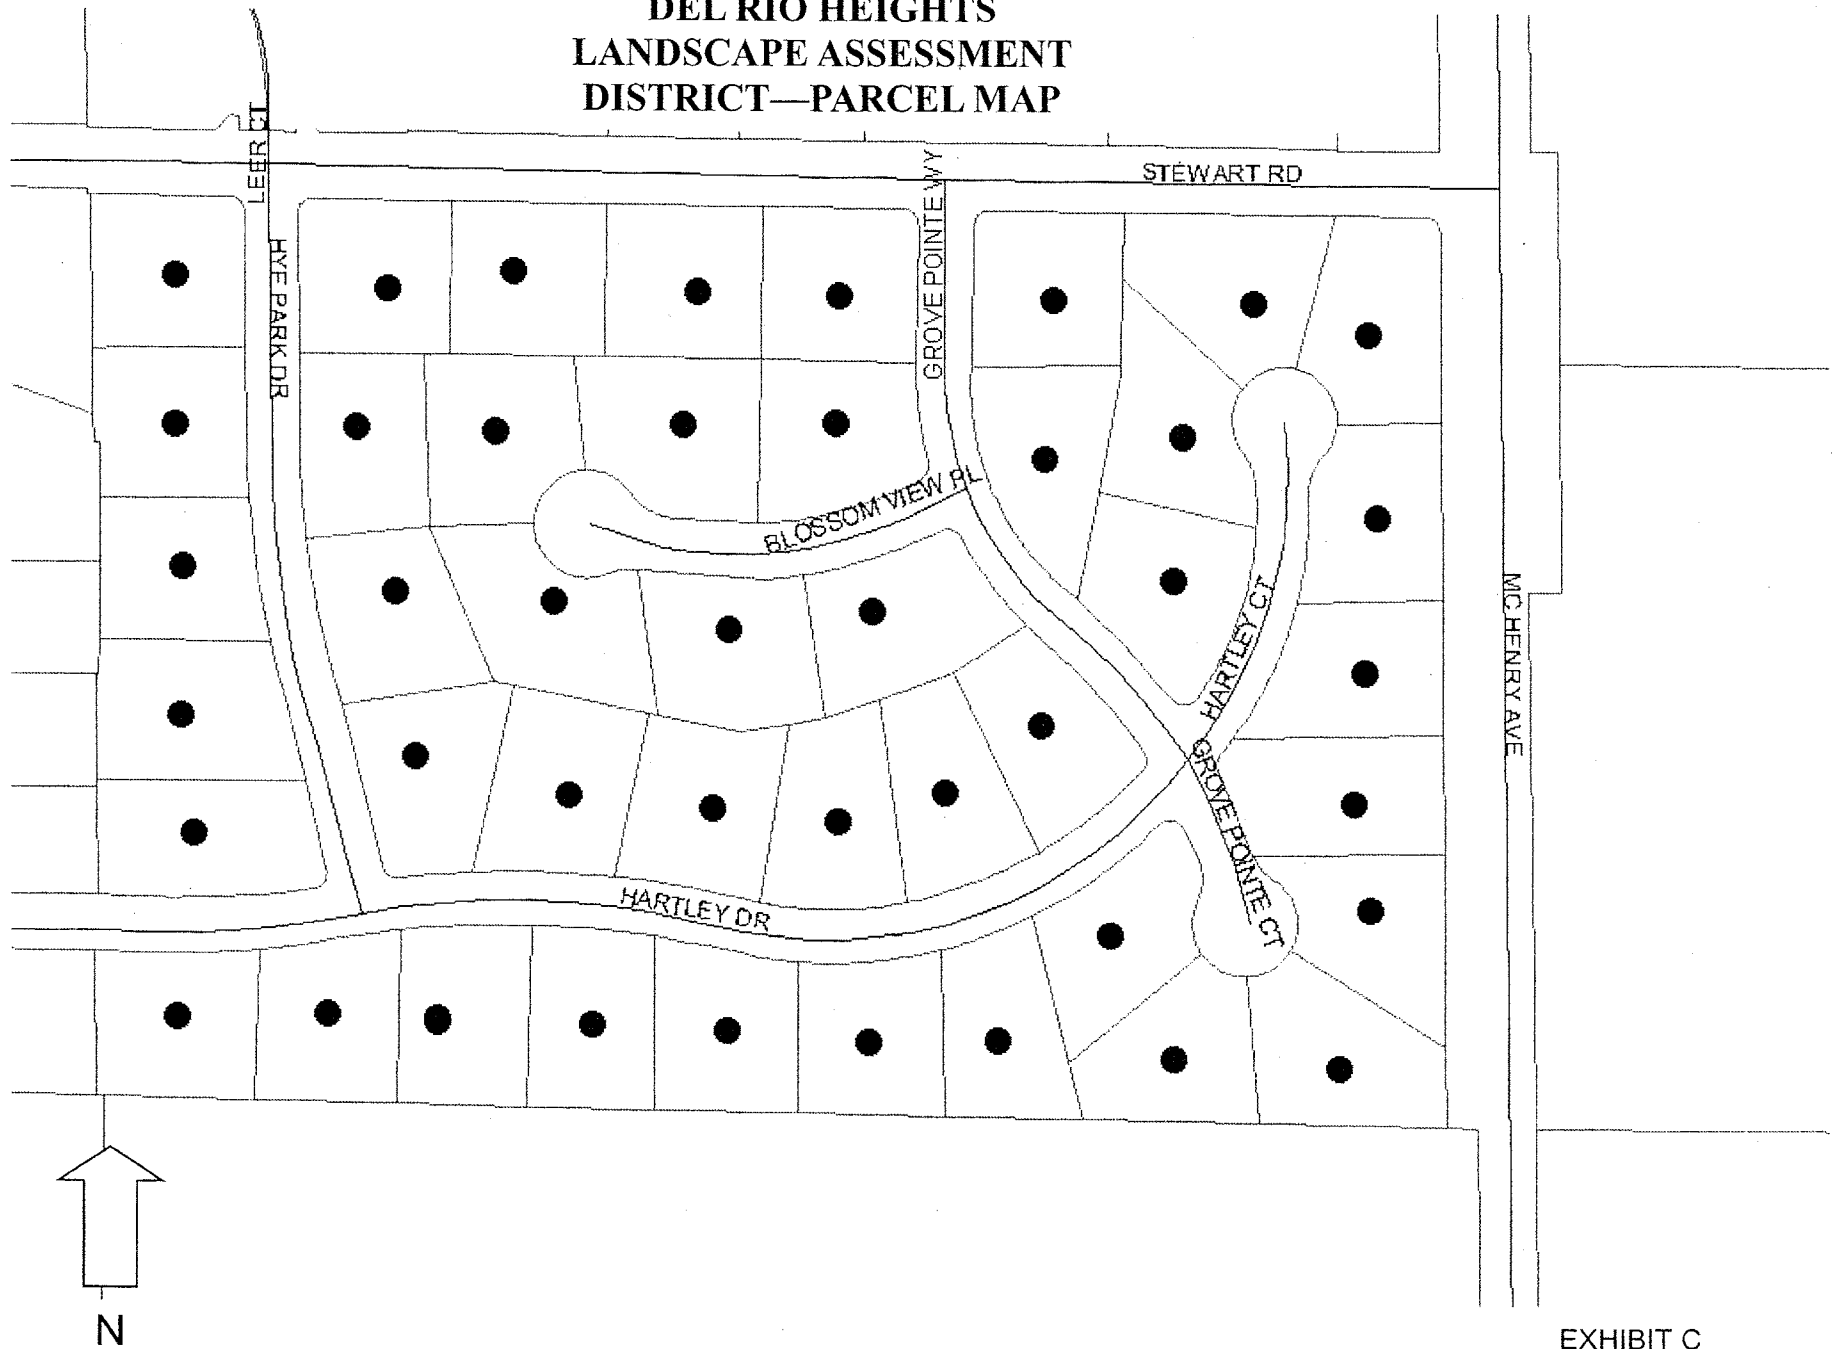 DEL RIO HEIGHTS
LANDSCAPE ASSESSMENT
DISTRICT—PARCEL MAP
LEER CT
STEWART RD
GROVE POINTE WY
HYE PARK DR
BLOSSOM VIEW PL
HARTLEY CT
MC HENRY AVE
GROVE POINTE CT
HARTLEY DR
N
EXHIBIT C